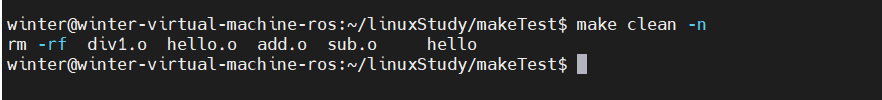 winter@winter-virtual-machine-ros:~/linuxStudy/makeTest$ make clean -n
rm -rf  div1.o  hello.o  add.o  sub.o     hello
winter@winter-virtual-machine-ros:~/linuxStudy/makeTest$